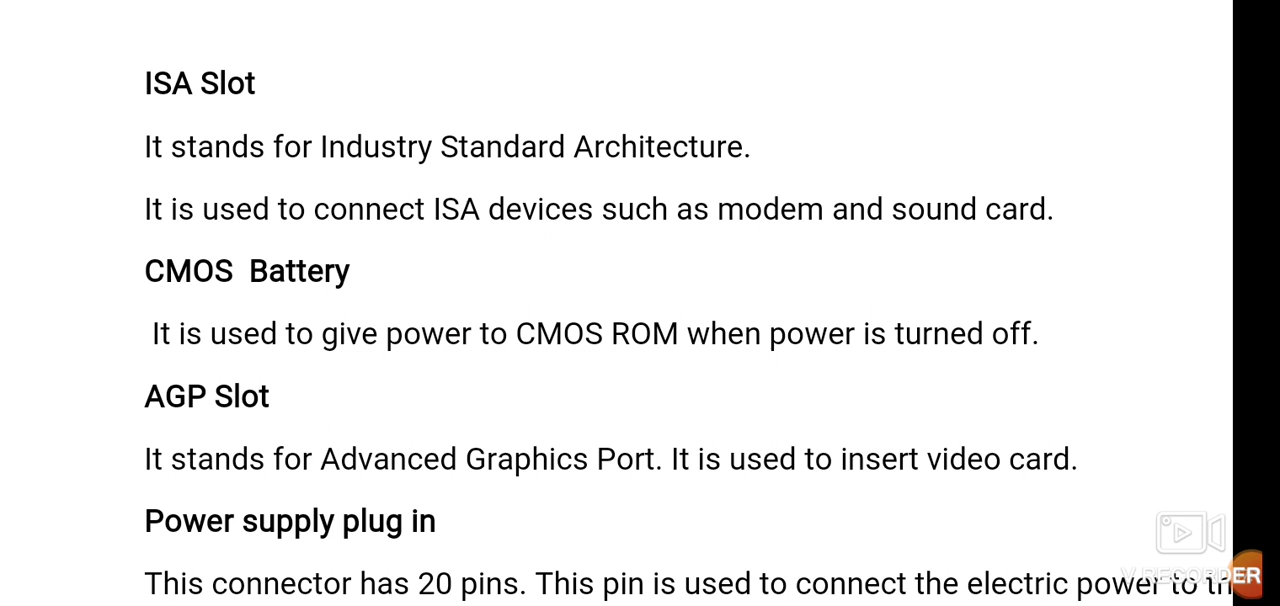 ISA Slot
It stands for Industry Standard Architecture.
It is used to connect ISA devices such as modem and sound card.
CMOS  Battery
It is used to give power to CMOS ROM when power is turned off.
AGP Slot
It stands for Advanced Graphics Port. It is used to insert video card.
Power supply plug in
This connector has 20 pins. This pin is used to connect the electric power to
V RECORDER